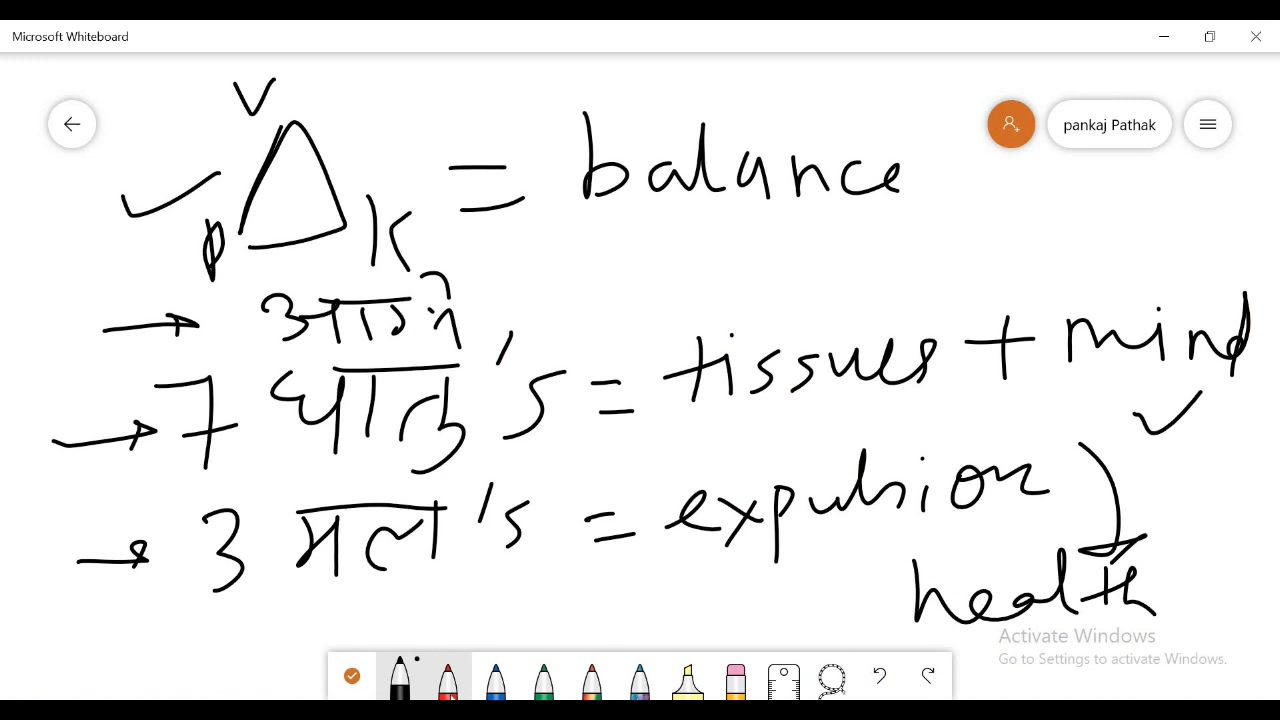 Microsoft Whiteboard
pankaj Pathak
V
✓ Δ = balance
P K
→ 7 धातु's = tissues + mind ✓
→ 3 मल's = expulsion
health
Activate Windows
Go to Settings to activate Windows.